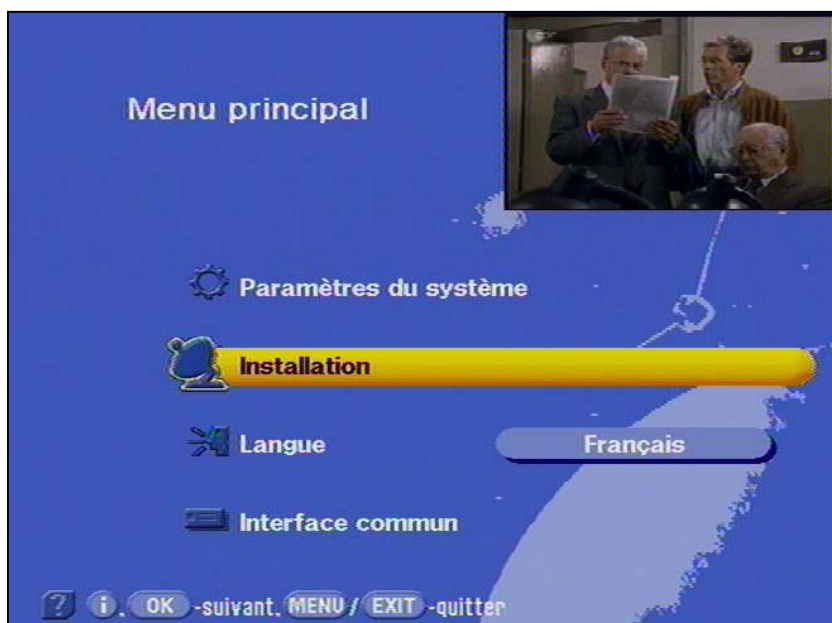 Menu principal
Paramètres du système
Installation
Langue Français
Interface commun
? i, OK -suivant, MENU / EXIT -quitter